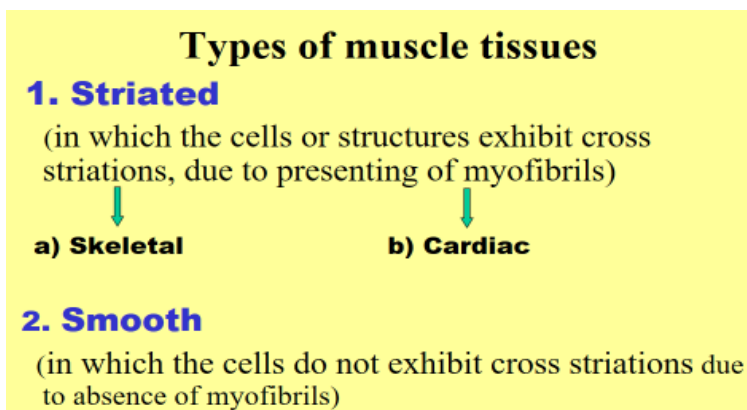 Types of muscle tissues
1. Striated
(in which the cells or structures exhibit cross
striations, due to presenting of myofibrils)
a) Skeletal b) Cardiac
2. Smooth
(in which the cells do not exhibit cross striations due
to absence of myofibrils)